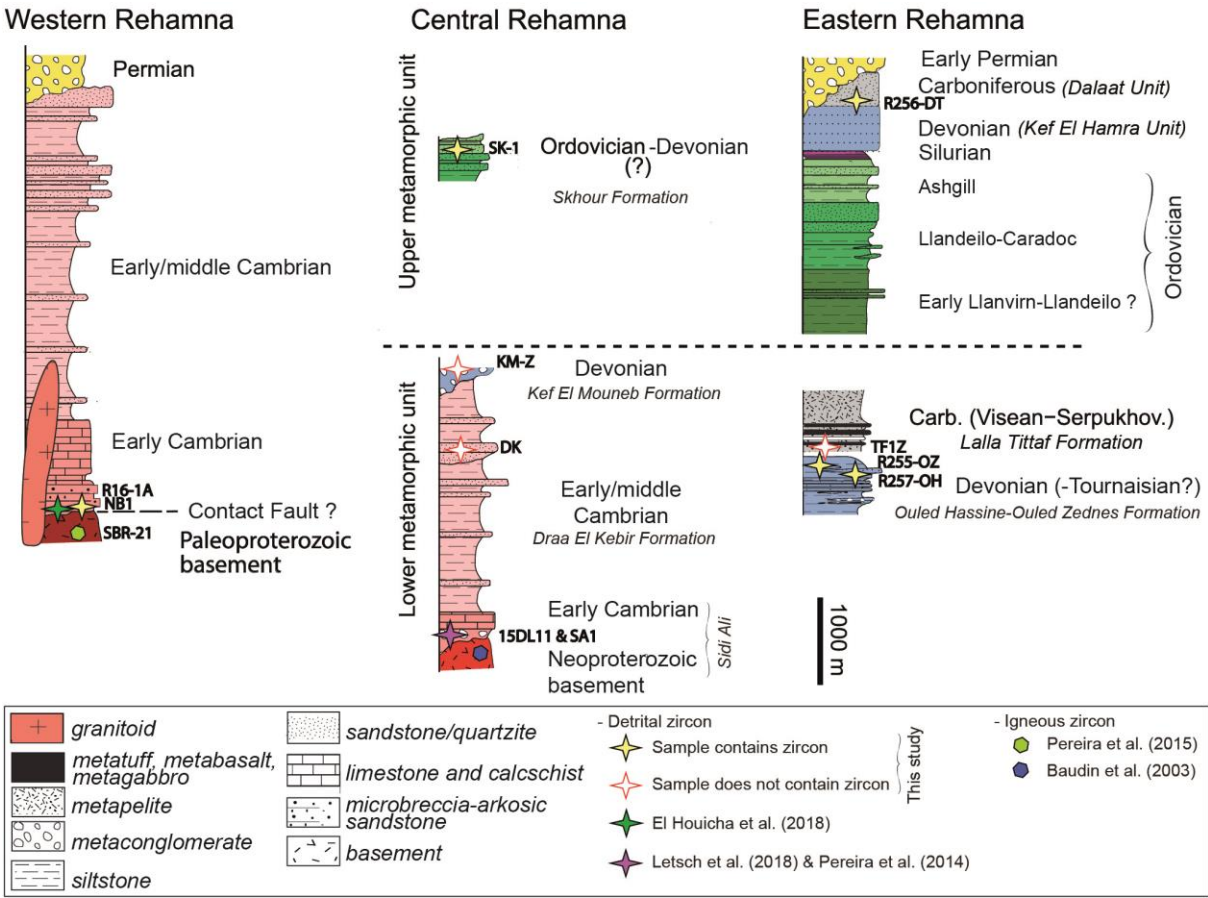 Western Rehamna
Permian
Early/middle Cambrian
Early Cambrian
R16-1A
NB1
Contact Fault ?
SBR-21
Paleoproterozoic
basement
Central Rehamna
Upper metamorphic unit
SK-1
Ordovician -Devonian
(?)
Skhour Formation
Lower metamorphic unit
KM-Z
Devonian
Kef El Mouneb Formation
DK
Early/middle
Cambrian
Draa El Kebir Formation
Early Cambrian
15DL11 & SA1
Neoproterozoic
basement
Sidi Ali
Eastern Rehamna
Early Permian
Carboniferous (Dalaat Unit)
R256-DT
Devonian (Kef El Hamra Unit)
Silurian
Ashgill
Llandeilo-Caradoc
Early Llanvirn-Llandeilo ?
Ordovician
Carb. (Visean–Serpukhov.)
Lalla Tittaf Formation
TF1Z
R255-OZ
R257-OH
Devonian (-Tournaisian?)
Ouled Hassine-Ouled Zednes Formation
1000 m
granitoid
metatuff, metabasalt,
metagabbro
metapelite
metaconglomerate
siltstone
sandstone/quartzite
limestone and calcschist
microbreccia-arkosic
sandstone
basement
- Detrital zircon
Sample contains zircon
Sample does not contain zircon
This study
El Houicha et al. (2018)
Letsch et al. (2018) & Pereira et al. (2014)
- Igneous zircon
Pereira et al. (2015)
Baudin et al. (2003)